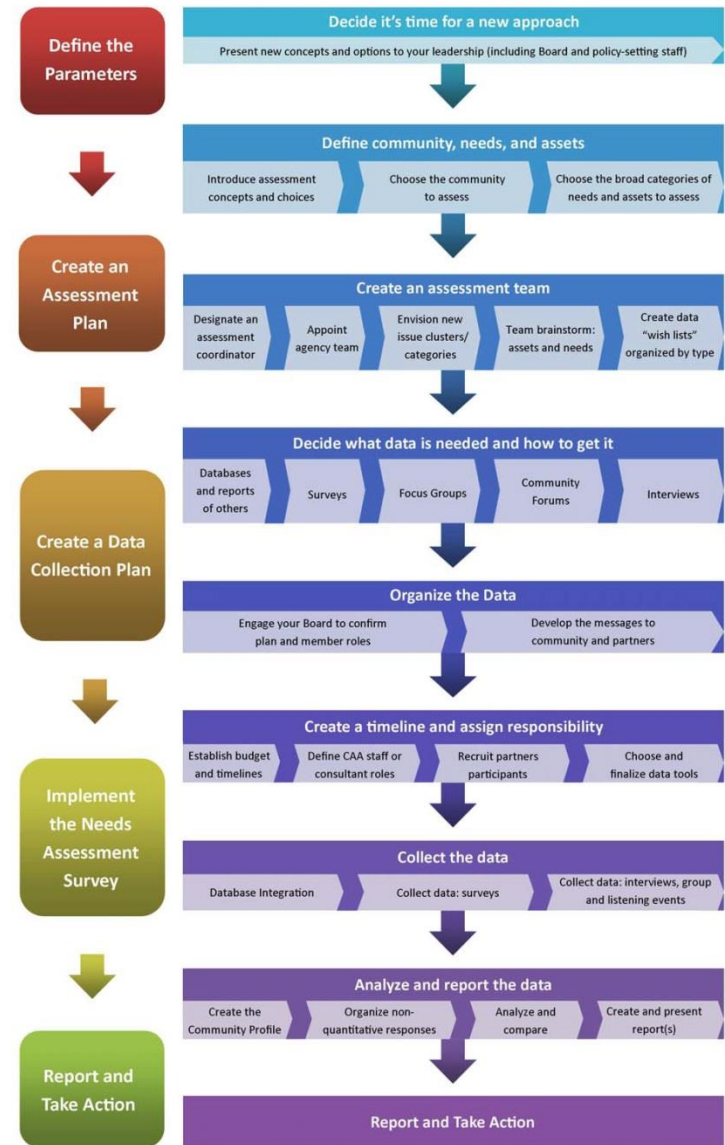 Define the
Parameters
Create an
Assessment
Plan
Create a Data
Collection Plan
Implement
the Needs
Assessment
Survey
Report and
Take Action
Decide it's time for a new approach
Present new concepts and options to your leadership (including Board and policy-setting staff)
Define community, needs, and assets
Introduce assessment
concepts and choices
Choose the community
to assess
Choose the broad categories of
needs and assets to assess
Create an assessment team
Designate an
assessment
coordinator
Appoint
agency team
Envision new
issue clusters/
categories
Team brainstorm:
assets and needs
Create data
"wish lists"
organized by type
Decide what data is needed and how to get it
Databases
and reports
of others
Surveys
Focus Groups
Community
Forums
Interviews
Organize the Data
Engage your Board to confirm
plan and member roles
Develop the messages to
community and partners
Create a timeline and assign responsibility
Establish budget
and timelines
Define CAA staff or
consultant roles
Recruit partners
participants
Choose and
finalize data tools
Collect the data
Database Integration
Collect data: surveys
Collect data: interviews, group
and listening events
Analyze and report the data
Create the
Community Profile
Organize non-
quantitative responses
Analyze and
compare
Create and present
report(s)
Report and Take Action